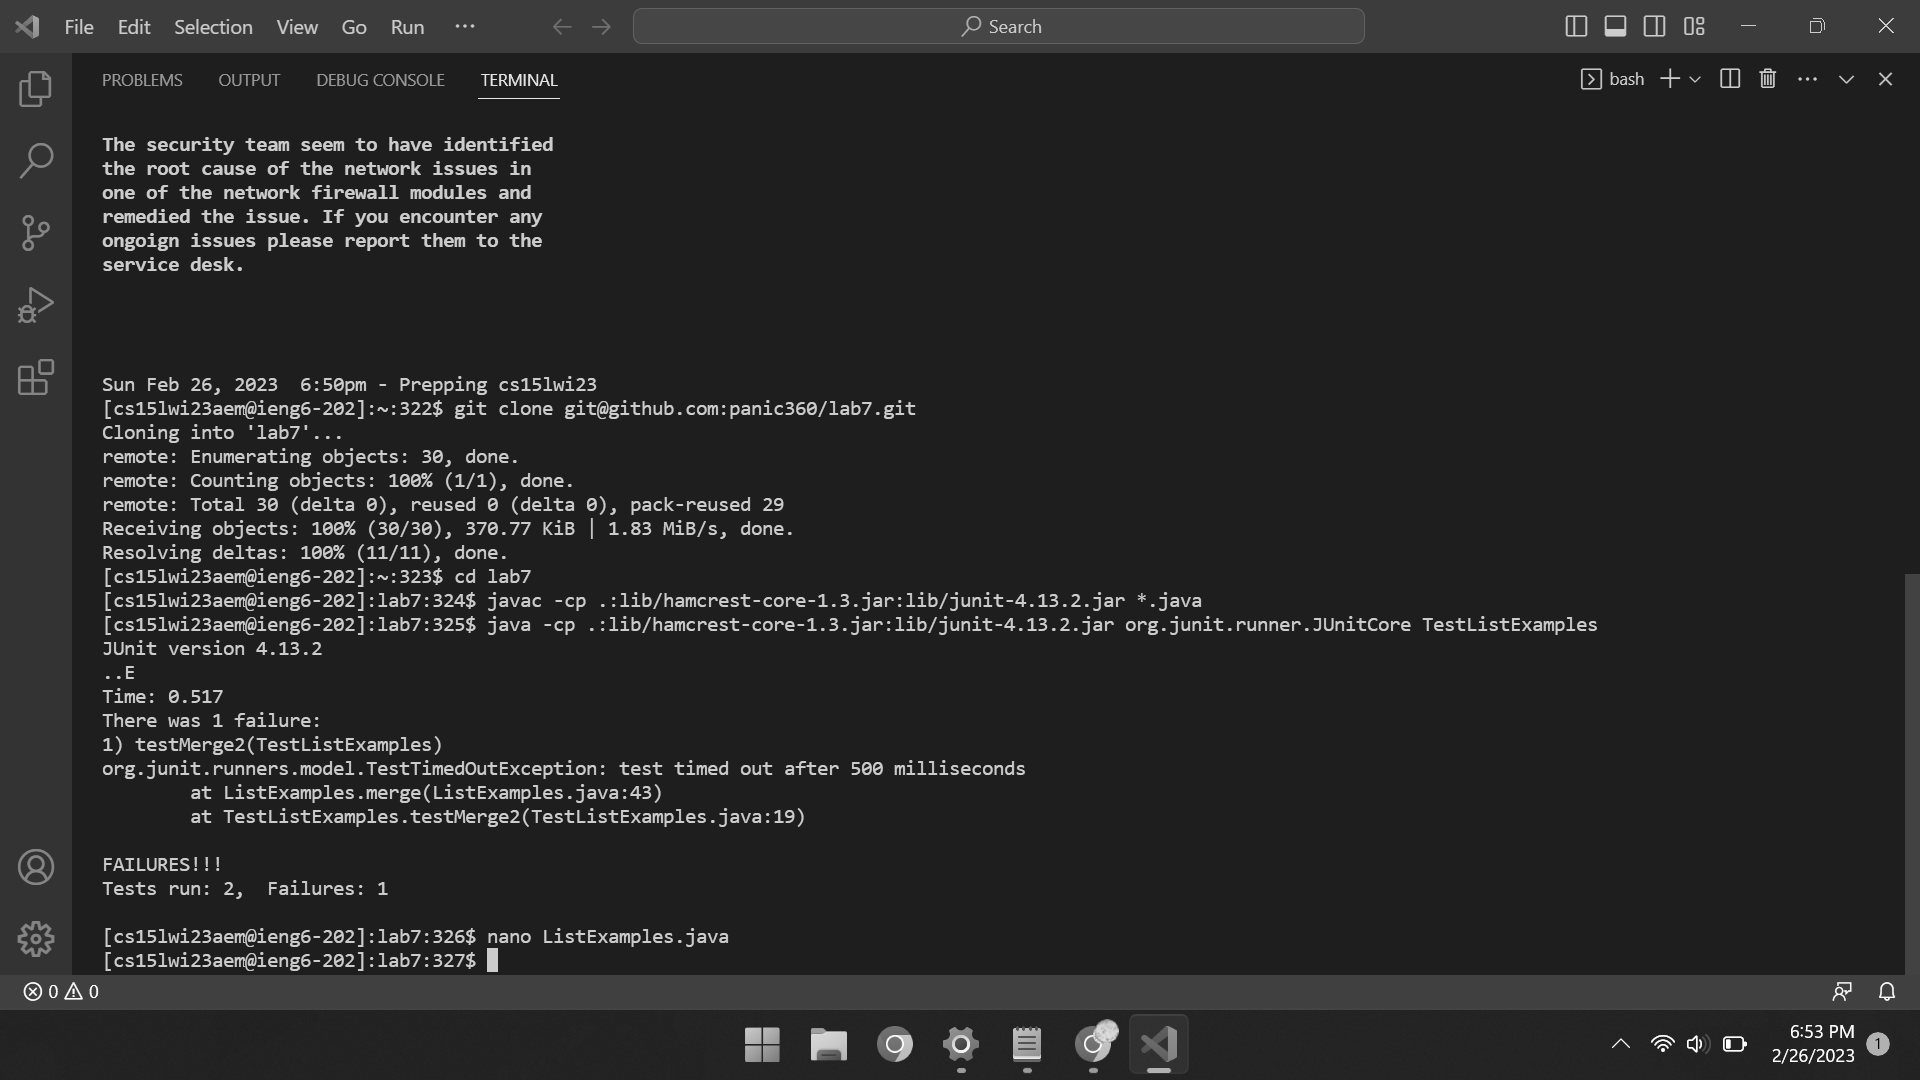 File Edit Selection View Go Run ···
Search
PROBLEMS OUTPUT DEBUG CONSOLE TERMINAL
bash
The security team seem to have identified
the root cause of the network issues in
one of the network firewall modules and
remedied the issue. If you encounter any
ongoign issues please report them to the
service desk.
Sun Feb 26, 2023  6:50pm - Prepping cs15lwi23
[cs15lwi23aem@ieng6-202]:~:322$ git clone git@github.com:panic360/lab7.git
Cloning into 'lab7'...
remote: Enumerating objects: 30, done.
remote: Counting objects: 100% (1/1), done.
remote: Total 30 (delta 0), reused 0 (delta 0), pack-reused 29
Receiving objects: 100% (30/30), 370.77 KiB | 1.83 MiB/s, done.
Resolving deltas: 100% (11/11), done.
[cs15lwi23aem@ieng6-202]:~:323$ cd lab7
[cs15lwi23aem@ieng6-202]:lab7:324$ javac -cp .:lib/hamcrest-core-1.3.jar:lib/junit-4.13.2.jar *.java
[cs15lwi23aem@ieng6-202]:lab7:325$ java -cp .:lib/hamcrest-core-1.3.jar:lib/junit-4.13.2.jar org.junit.runner.JUnitCore TestListExamples
JUnit version 4.13.2
..E
Time: 0.517
There was 1 failure:
1) testMerge2(TestListExamples)
org.junit.runners.model.TestTimedOutException: test timed out after 500 milliseconds
        at ListExamples.merge(ListExamples.java:43)
        at TestListExamples.testMerge2(TestListExamples.java:19)
FAILURES!!!
Tests run: 2,  Failures: 1
[cs15lwi23aem@ieng6-202]:lab7:326$ nano ListExamples.java
[cs15lwi23aem@ieng6-202]:lab7:327$
0 0
6:53 PM
2/26/2023
1